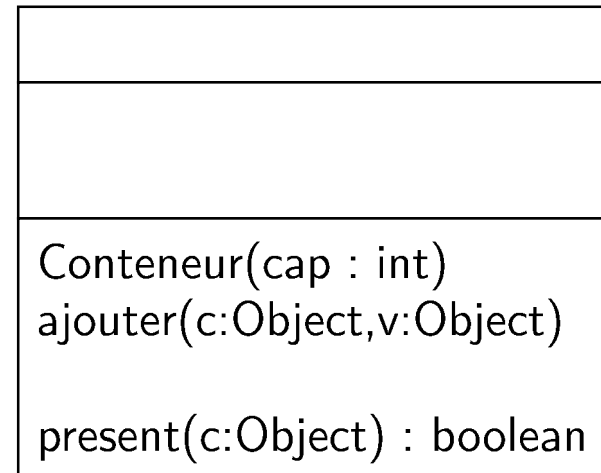 Conteneur(cap : int)
ajouter(c:Object,v:Object)
present(c:Object) : boolean